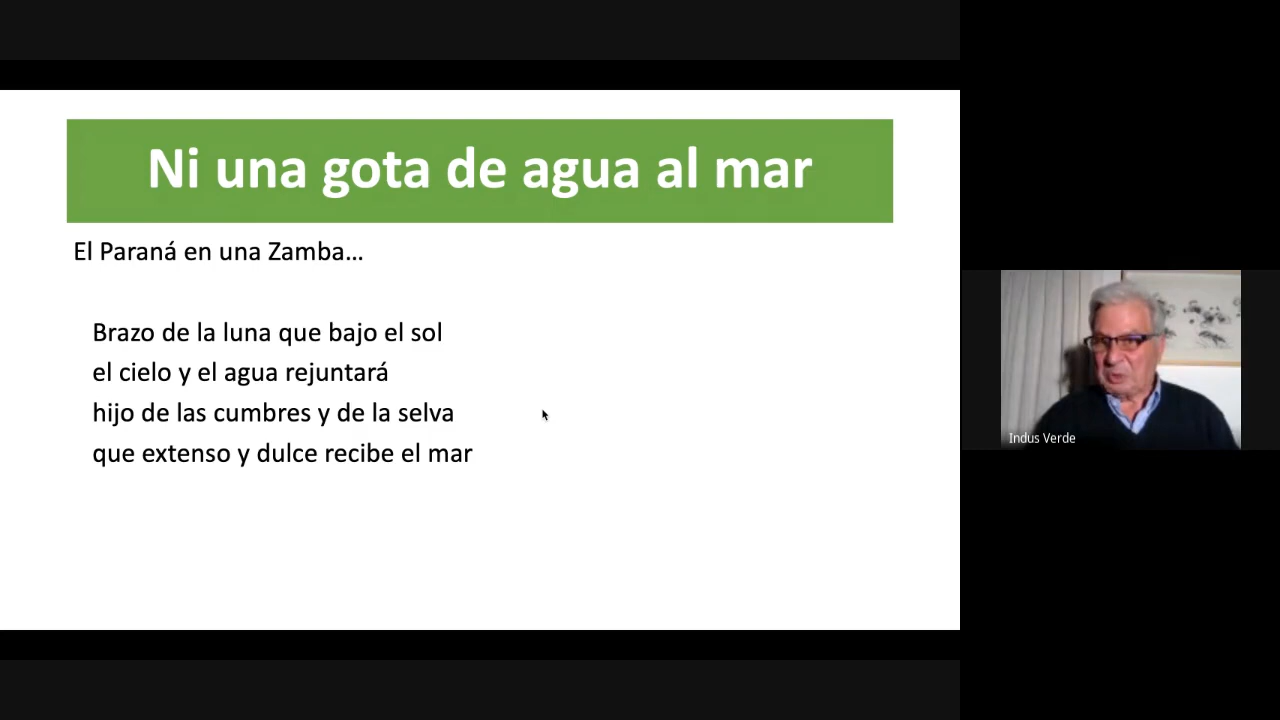 Ni una gota de agua al mar
El Paraná en una Zamba...
Brazo de la luna que bajo el sol
el cielo y el agua rejuntará
hijo de las cumbres y de la selva
que extenso y dulce recibe el mar
Indus Verde